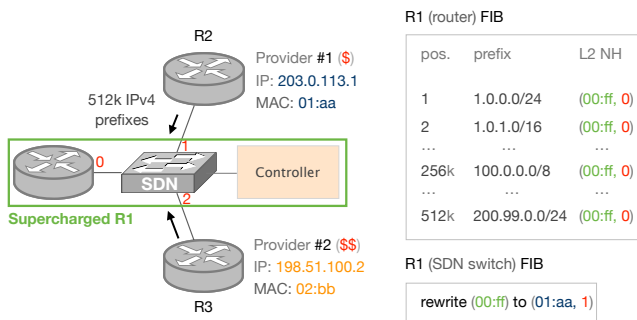 R2
Provider #1 ($)
IP: 203.0.113.1
MAC: 01:aa
512k IPv4
prefixes
0
1
SDN
2
Controller
Supercharged R1
Provider #2 ($$)
IP: 198.51.100.2
MAC: 02:bb
R3
R1 (router) FIB
pos. prefix L2 NH
1 1.0.0.0/24 (00:ff, 0)
2 1.0.1.0/16 (00:ff, 0)
... ... ...
256k 100.0.0.0/8 (00:ff, 0)
... ... ...
512k 200.99.0.0/24 (00:ff, 0)
R1 (SDN switch) FIB
rewrite (00:ff) to (01:aa, 1)